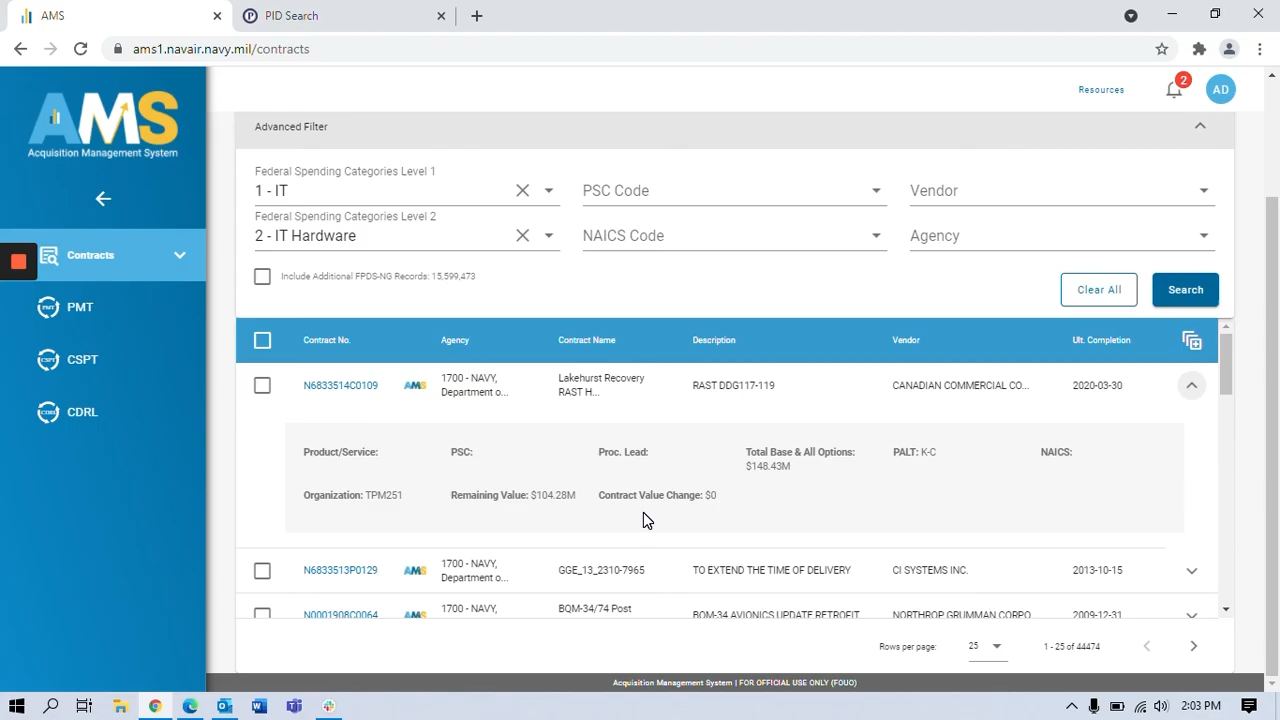 AMS
PID Search
ams1.navair.navy.mil/contracts
AMS
Acquisition Management System
Resources
2
AD
Contracts
PMT
CSPT
CDRL
Advanced Filter
Federal Spending Categories Level 1
1 - IT
PSC Code
Vendor
Federal Spending Categories Level 2
2 - IT Hardware
NAICS Code
Agency
Include Additional FPDS-NG Records: 15,599,473
Clear All
Search
Contract No. Agency Contract Name Description Vendor Ult. Completion
N6833514C0109 AMS 1700 - NAVY, Department o... Lakehurst Recovery RAST H... RAST DDG117-119 CANADIAN COMMERCIAL CO... 2020-03-30
Product/Service: PSC: Proc. Lead: Total Base & All Options: $148.43M PALT: K-C NAICS:
Organization: TPM251 Remaining Value: $104.28M Contract Value Change: $0
N6833513P0129 AMS 1700 - NAVY, Department o... GGE_13_2310-7965 TO EXTEND THE TIME OF DELIVERY CI SYSTEMS INC. 2013-10-15
N0001908C0064 AMS 1700 - NAVY, BQM-34/74 Post BQM-34 AVIONICS UPDATE RETROFIT NORTHROP GRUMMAN CORPO 2009-12-31
Rows per page: 25 1 - 25 of 44474
Acquisition Management System | FOR OFFICIAL USE ONLY (FOUO)
2:03 PM